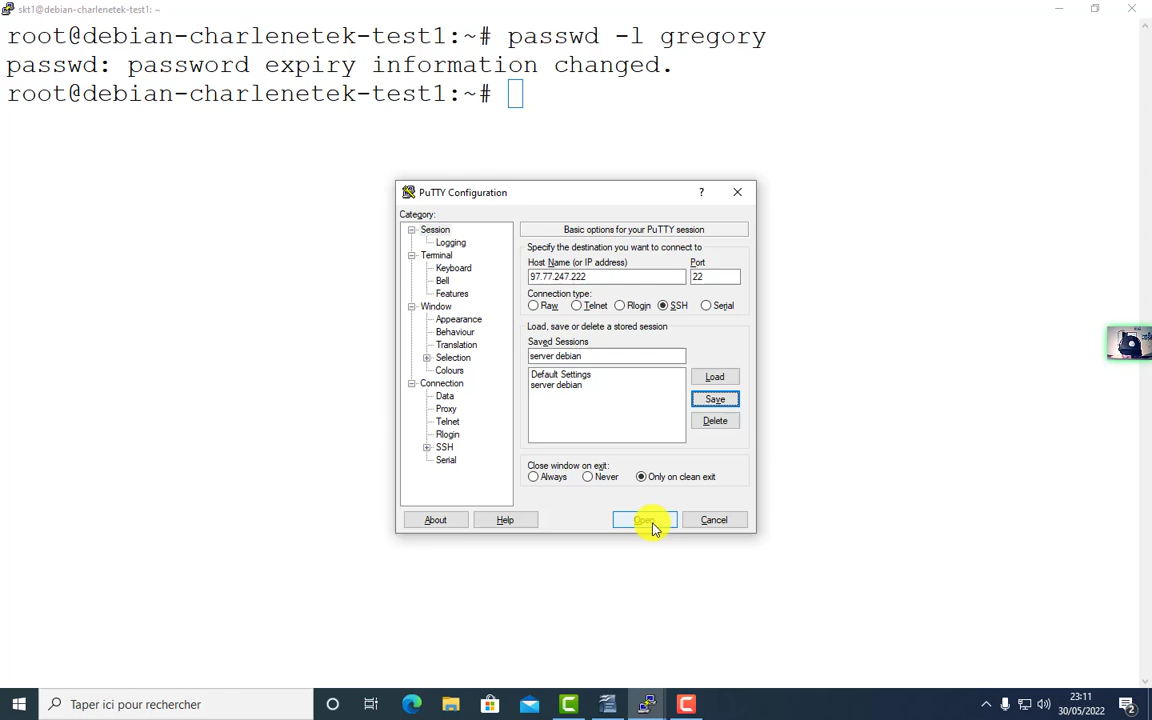 skt1@debian-charlenetek-test1: ~
root@debian-charlenetek-test1:~# passwd -l gregory
passwd: password expiry information changed.
root@debian-charlenetek-test1:~#
PuTTY Configuration
?
Category:
Session
Logging
Terminal
Keyboard
Bell
Features
Window
Appearance
Behaviour
Translation
Selection
Colours
Connection
Data
Proxy
Telnet
Rlogin
SSH
Serial
Basic options for your PuTTY session
Specify the destination you want to connect to
Host Name (or IP address) Port
97.77.247.222 22
Connection type:
Raw Telnet Rlogin SSH Serial
Load, save or delete a stored session
Saved Sessions
server debian
Default Settings
server debian
Load
Save
Delete
Close window on exit:
Always Never Only on clean exit
About Help Open Cancel
Taper ici pour rechercher
23:11
30/05/2022
2